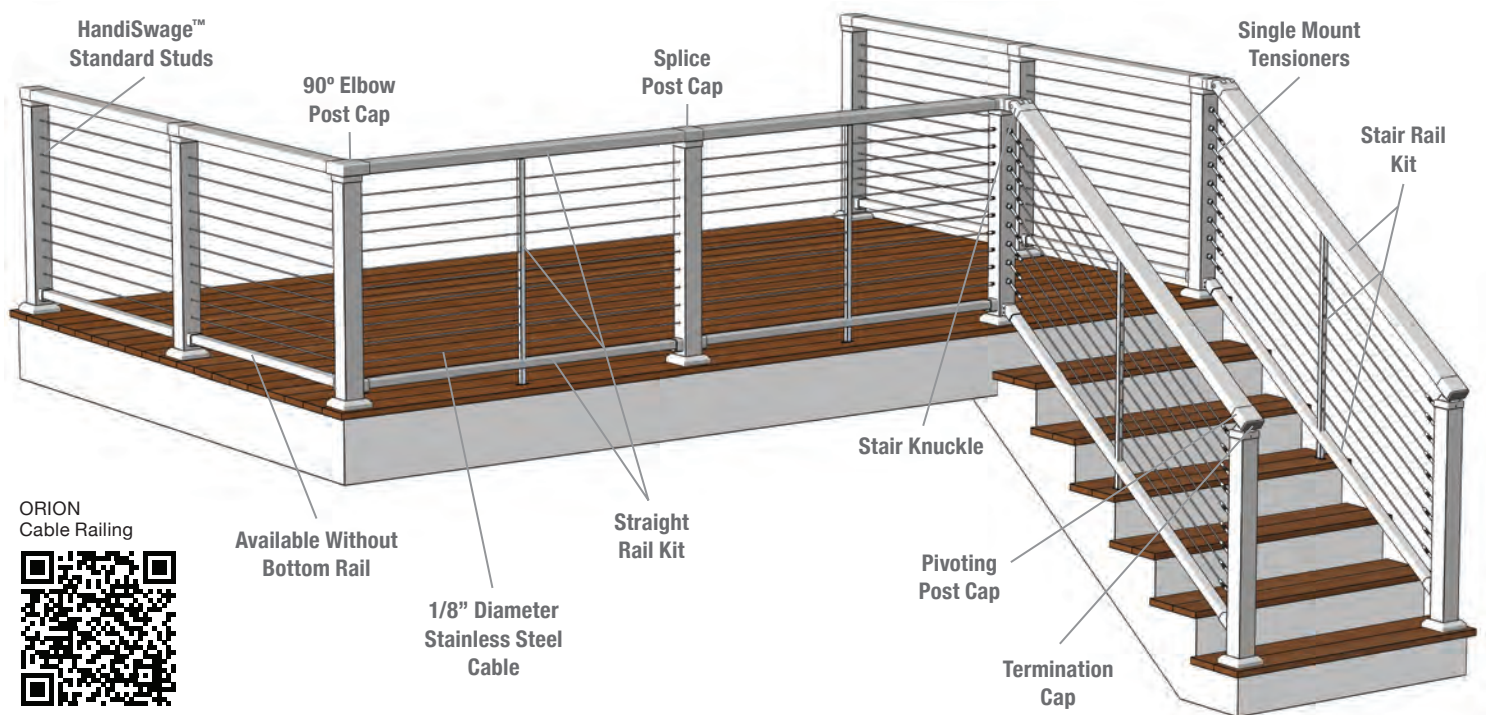 HandiSwage™
Standard Studs
90º Elbow
Post Cap
Splice
Post Cap
Single Mount
Tensioners
Stair Rail
Kit
Stair Knuckle
ORION
Cable Railing
Available Without
Bottom Rail
Straight
Rail Kit
1/8” Diameter
Stainless Steel
Cable
Pivoting
Post Cap
Termination
Cap